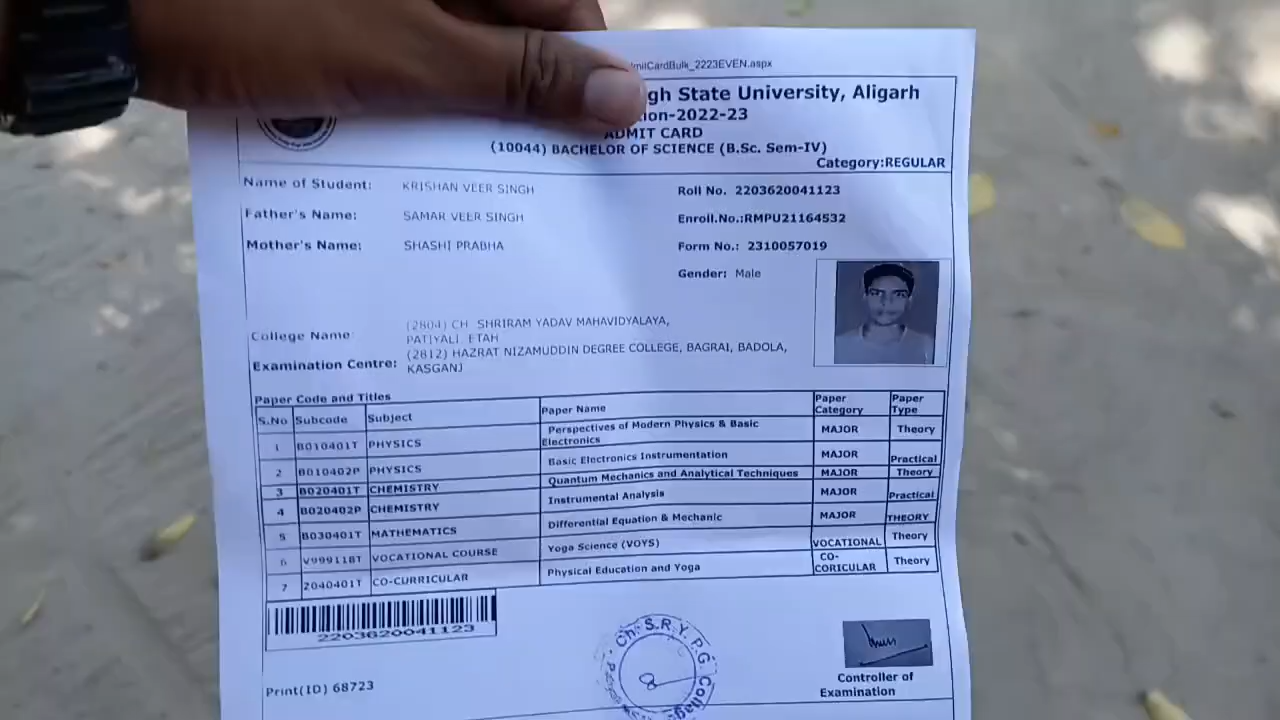 mitCardBulk_2223EVEN.aspx
gh State University, Aligarh
ion-2022-23
ADMIT CARD
(10044) BACHELOR OF SCIENCE (B.Sc. Sem-IV)
Category:REGULAR
Name of Student: KRISHAN VEER SINGH Roll No. 2203620041123
Father's Name: SAMAR VEER SINGH Enroll.No.:RMPU21164532
Mother's Name: SHASHI PRABHA Form No.: 2310057019
Gender: Male
College Name (2804) CH SHRIRAM YADAV MAHAVIDYALAYA,
PATIYALI ETAH
Examination Centre: (2812) HAZRAT NIZAMUDDIN DEGREE COLLEGE, BAGRAI, BADOLA,
KASGANJ
Paper Code and Titles
S.No Subcode Subject Paper Name Paper Category Paper Type
1 B010401T PHYSICS Perspectives of Modern Physics & Basic Electronics MAJOR Theory
2 B010402P PHYSICS Basic Electronics Instrumentation MAJOR Practical
3 B020401T CHEMISTRY Quantum Mechanics and Analytical Techniques MAJOR Theory
4 B020402P CHEMISTRY Instrumental Analysis MAJOR Practical
5 B030401T MATHEMATICS Differential Equation & Mechanic MAJOR THEORY
6 V99911BT VOCATIONAL COURSE Yoga Science (VOYS) VOCATIONAL Theory
7 Z040401T CO-CURRICULAR Physical Education and Yoga CO-CORICULAR Theory
2203620041123
Ch. S.R.Y. P.G. College
Print(ID) 68723
Controller of
Examination